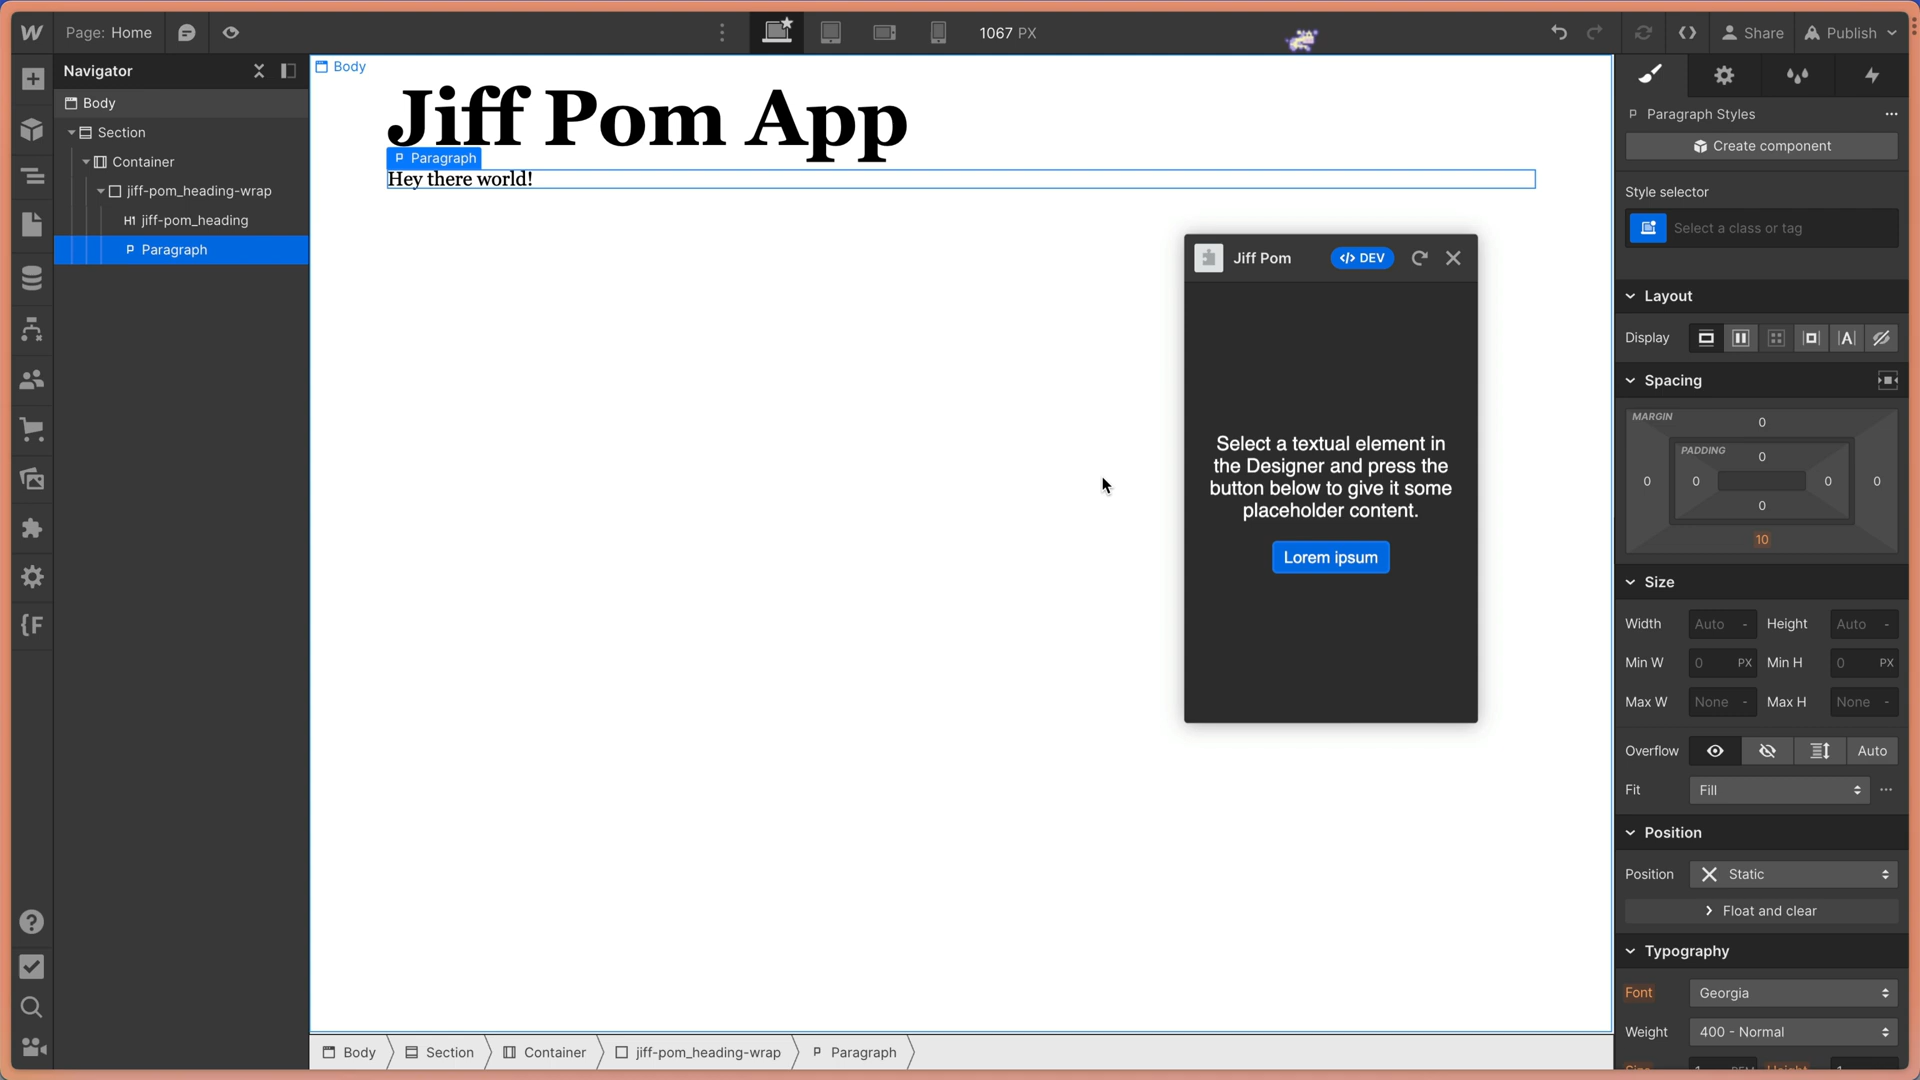 Page: Home
1067 PX
Share
Publish
Navigator
Body
Section
Container
jiff-pom_heading-wrap
H1 jiff-pom_heading
P Paragraph
Body
Jiff Pom App
P Paragraph
Hey there world!
Jiff Pom
</> DEV
Select a textual element in
the Designer and press the
button below to give it some
placeholder content.
Lorem ipsum
P Paragraph Styles
Create component
Style selector
Select a class or tag
Layout
Display
Spacing
MARGIN
0
PADDING
0
0
0
0
0
0
10
Size
Width Auto - Height Auto -
Min W 0 PX Min H 0 PX
Max W None - Max H None -
Overflow Auto
Fit Fill
Position
Position Static
Float and clear
Typography
Font Georgia
Weight 400 - Normal
Body Section Container jiff-pom_heading-wrap P Paragraph